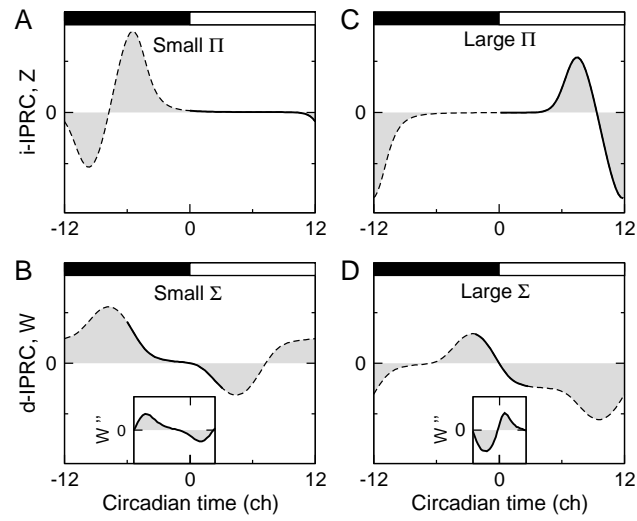 A
Small Π
i-IPRC, Z
0
-12 0 12
C
Large Π
0
-12 0 12
B
Small Σ
d-IPRC, W
0
W”
0
-12 0 12
Circadian time (ch)
D
Large Σ
0
W”
0
-12 0 12
Circadian time (ch)